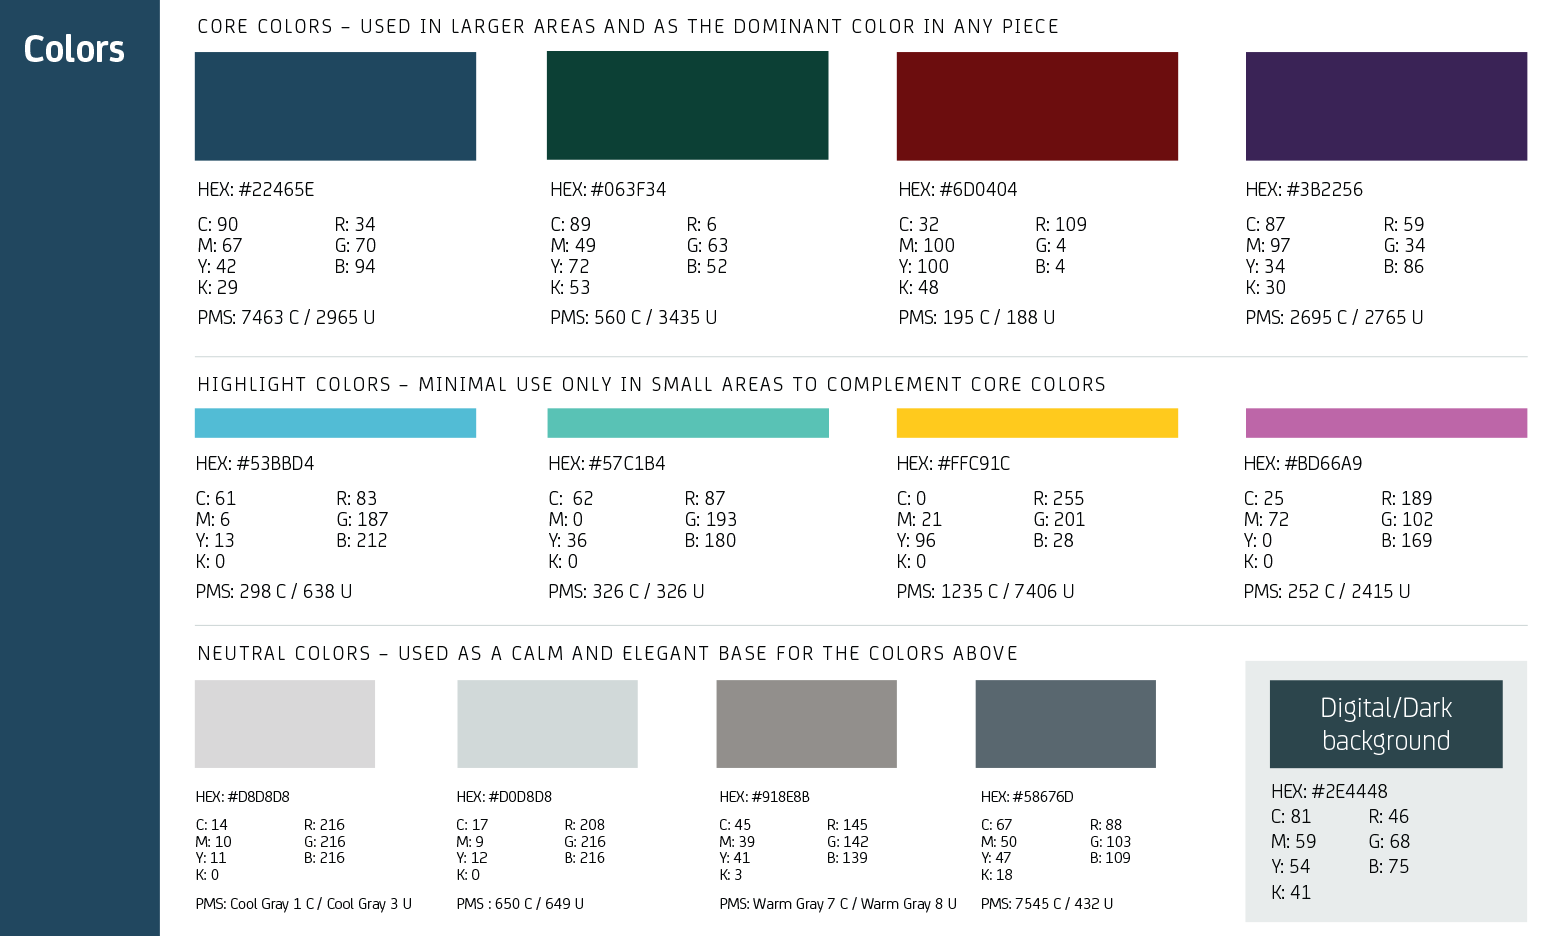 Colors
CORE COLORS – USED IN LARGER AREAS AND AS THE DOMINANT COLOR IN ANY PIECE
HEX: #22465E
C: 90 R: 34
M: 67 G: 70
Y: 42 B: 94
K: 29
PMS: 7463 C / 2965 U
HEX: #063F34
C: 89 R: 6
M: 49 G: 63
Y: 72 B: 52
K: 53
PMS: 560 C / 3435 U
HEX: #6D0404
C: 32 R: 109
M: 100 G: 4
Y: 100 B: 4
K: 48
PMS: 195 C / 188 U
HEX: #3B2256
C: 87 R: 59
M: 97 G: 34
Y: 34 B: 86
K: 30
PMS: 2695 C / 2765 U
HIGHLIGHT COLORS – MINIMAL USE ONLY IN SMALL AREAS TO COMPLEMENT CORE COLORS
HEX: #53BBD4
C: 61 R: 83
M: 6 G: 187
Y: 13 B: 212
K: 0
PMS: 298 C / 638 U
HEX: #57C1B4
C: 62 R: 87
M: 0 G: 193
Y: 36 B: 180
K: 0
PMS: 326 C / 326 U
HEX: #FFC91C
C: 0 R: 255
M: 21 G: 201
Y: 96 B: 28
K: 0
PMS: 1235 C / 7406 U
HEX: #BD66A9
C: 25 R: 189
M: 72 G: 102
Y: 0 B: 169
K: 0
PMS: 252 C / 2415 U
NEUTRAL COLORS – USED AS A CALM AND ELEGANT BASE FOR THE COLORS ABOVE
HEX: #D8D8D8
C: 14 R: 216
M: 10 G: 216
Y: 11 B: 216
K: 0
PMS: Cool Gray 1 C / Cool Gray 3 U
HEX: #D0D8D8
C: 17 R: 208
M: 9 G: 216
Y: 12 B: 216
K: 0
PMS : 650 C / 649 U
HEX: #918E8B
C: 45 R: 145
M: 39 G: 142
Y: 41 B: 139
K: 3
PMS: Warm Gray 7 C / Warm Gray 8 U
HEX: #58676D
C: 67 R: 88
M: 50 G: 103
Y: 47 B: 109
K: 18
PMS: 7545 C / 432 U
Digital/Dark
background
HEX: #2E4448
C: 81 R: 46
M: 59 G: 68
Y: 54 B: 75
K: 41